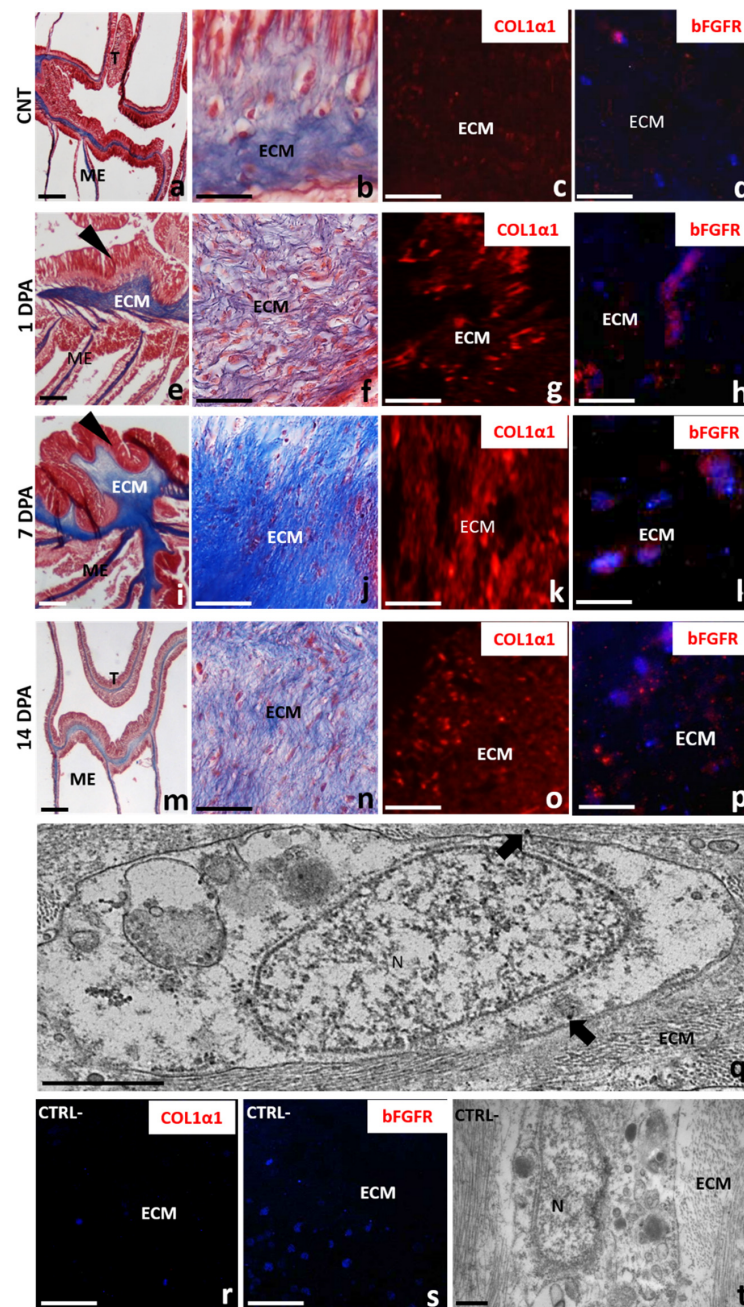 CNT
T
ME
a
ECM
b
COL1α1
ECM
c
bFGFR
ECM
d
1 DPA
ECM
ME
e
ECM
f
COL1α1
ECM
g
bFGFR
ECM
h
7 DPA
ECM
ME
i
ECM
j
COL1α1
ECM
k
bFGFR
ECM
l
14 DPA
T
ME
m
ECM
n
COL1α1
ECM
o
bFGFR
ECM
p
N
ECM
q
CTRL-
COL1α1
ECM
r
CTRL-
bFGFR
ECM
s
CTRL-
N
ECM
t